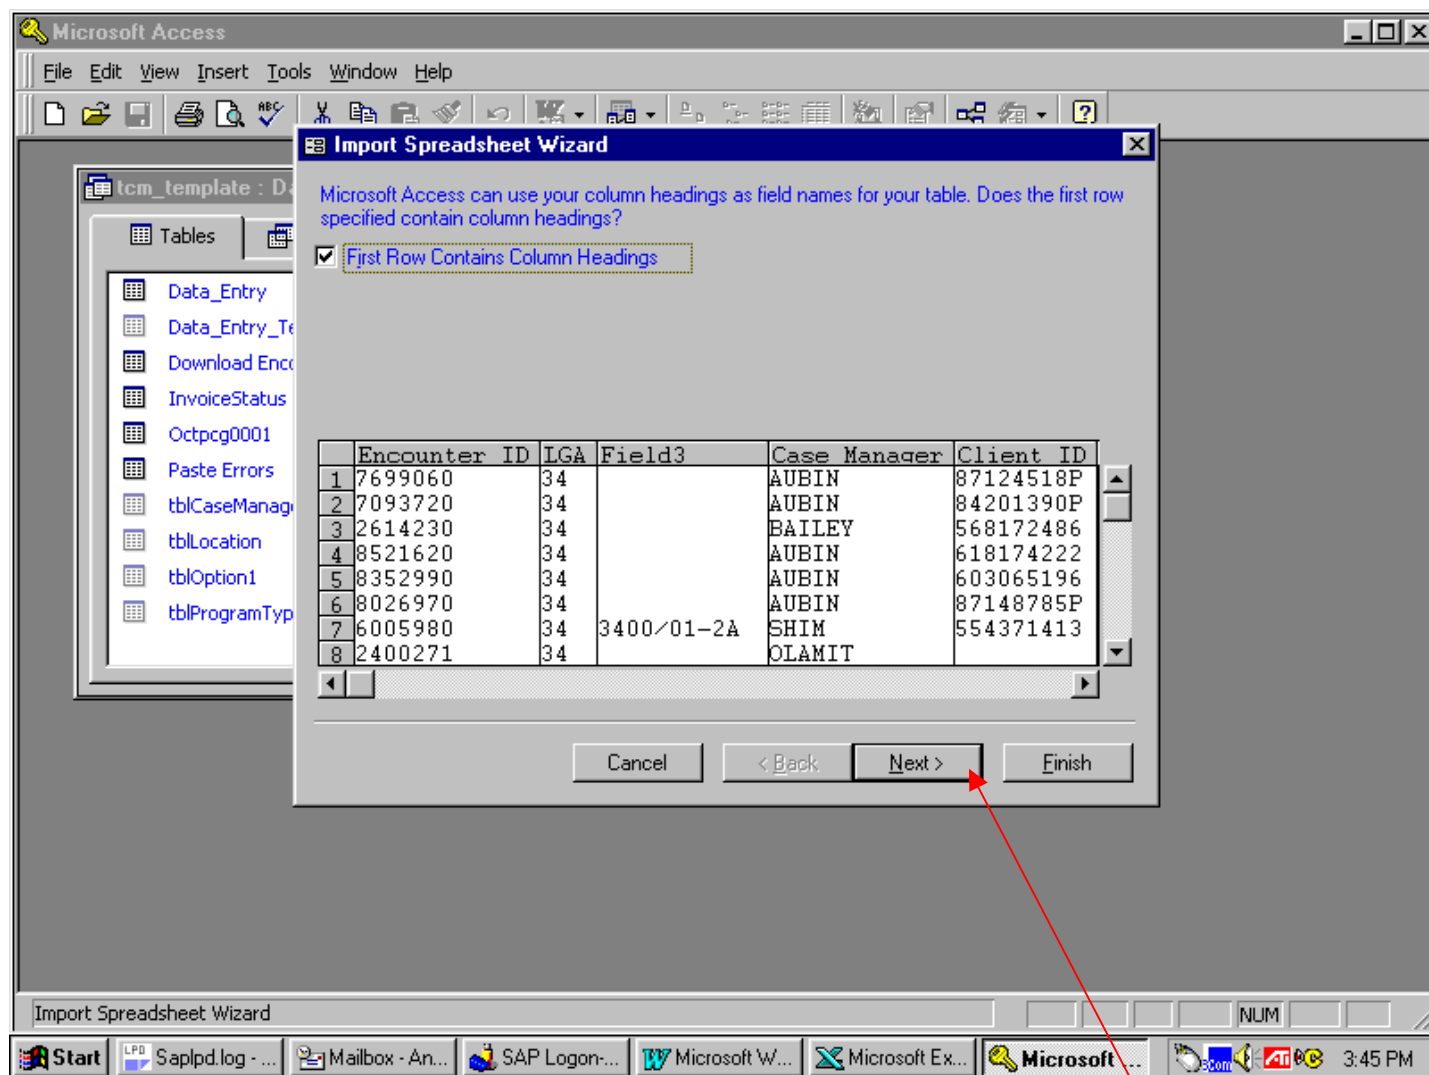 Microsoft Access
File Edit View Insert Tools Window Help
ABC
Import Spreadsheet Wizard
tcm_template : Da
Tables
Microsoft Access can use your column headings as field names for your table. Does the first row
specified contain column headings?
First Row Contains Column Headings
Data_Entry
Data_Entry_Te
Download Enco
InvoiceStatus
Octpcg0001
Paste Errors
tblCaseManag
tblLocation
tblOption1
tblProgramTyp
Encounter ID LGA Field3 Case Manager Client ID
1 7699060 34 AUBIN 87124518P
2 7093720 34 AUBIN 84201390P
3 2614230 34 BAILEY 568172486
4 8521620 34 AUBIN 618174222
5 8352990 34 AUBIN 603065196
6 8026970 34 AUBIN 87148785P
7 6005980 34 3400/01-2A SHIM 554371413
8 2400271 34 OLAMIT
Cancel < Back Next > Finish
Import Spreadsheet Wizard NUM
Start LPD Saplpd.log - ... Mailbox - An... SAP Logon-... Microsoft W... Microsoft Ex... Microsoft ... 3Com ATI 3:45 PM